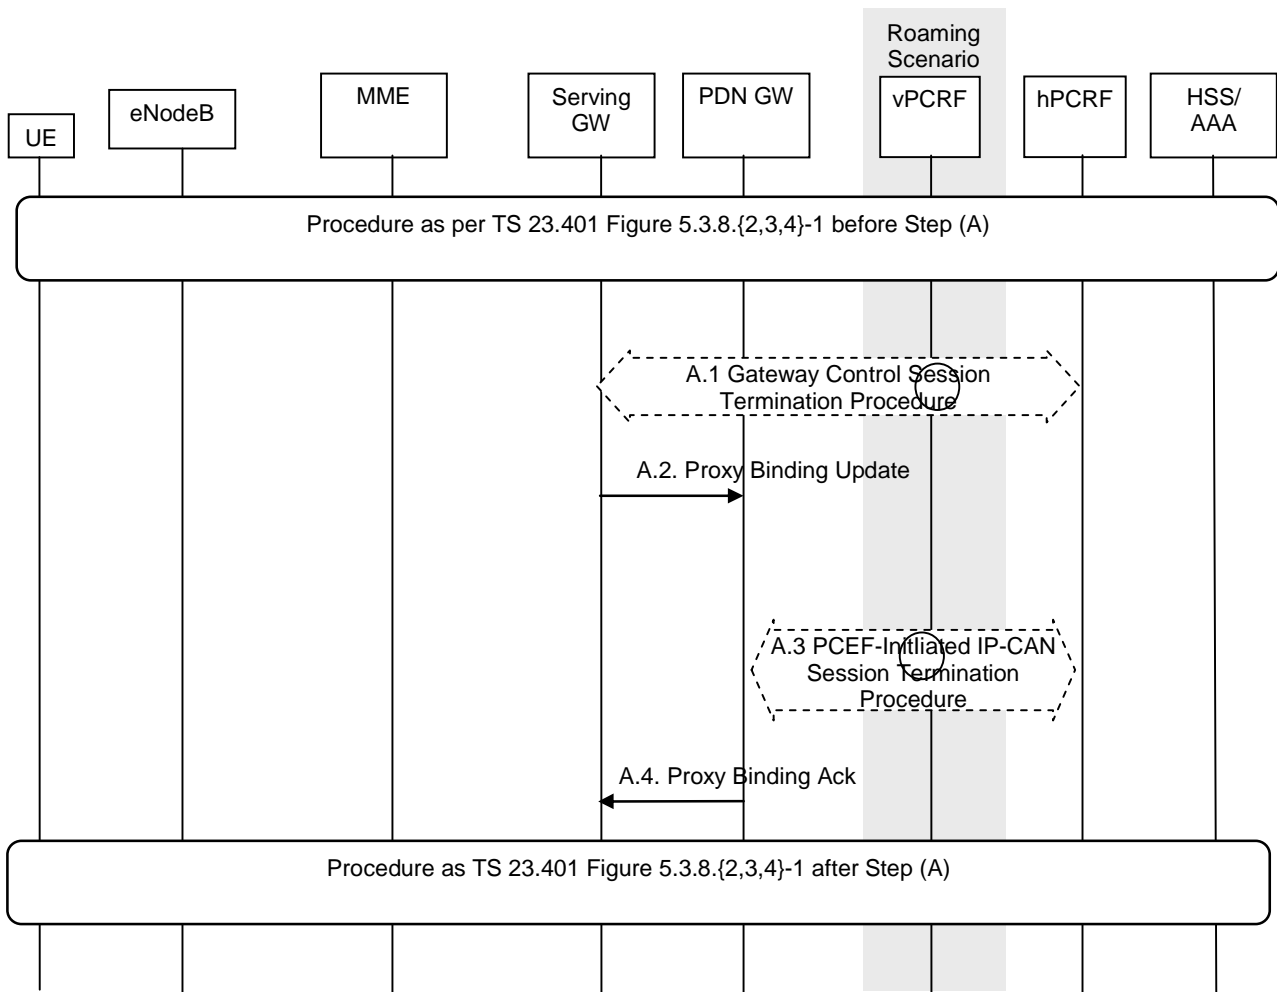 Roaming
Scenario
UE
eNodeB
MME
Serving
GW
PDN GW
vPCRF
hPCRF
HSS/
AAA
Procedure as per TS 23.401 Figure 5.3.8.{2,3,4}-1 before Step (A)
A.1 Gateway Control Session
Termination Procedure
A.2. Proxy Binding Update
A.3 PCEF-Initliated IP-CAN
Session Termination
Procedure
A.4. Proxy Binding Ack
Procedure as TS 23.401 Figure 5.3.8.{2,3,4}-1 after Step (A)